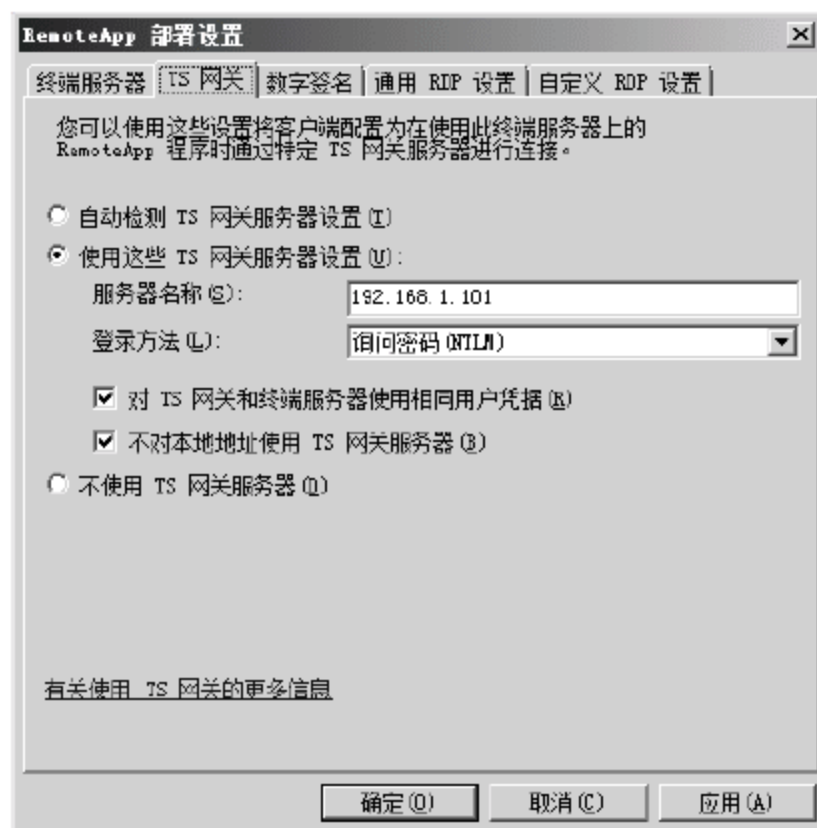 RemoteApp 部署设置
终端服务器 TS 网关 数字签名 通用 RDP 设置 自定义 RDP 设置
您可以使用这些设置将客户端配置为在使用此终端服务器上的
RemoteApp 程序时通过特定 TS 网关服务器进行连接。
自动检测 TS 网关服务器设置(T)
使用这些 TS 网关服务器设置(U):
服务器名称(S): 192.168.1.101
登录方法(L): 询问密码(NTLM)
对 TS 网关和终端服务器使用相同用户凭据(R)
不对本地地址使用 TS 网关服务器(B)
不使用 TS 网关服务器(D)
有关使用 TS 网关的更多信息
确定(O) 取消(C) 应用(A)